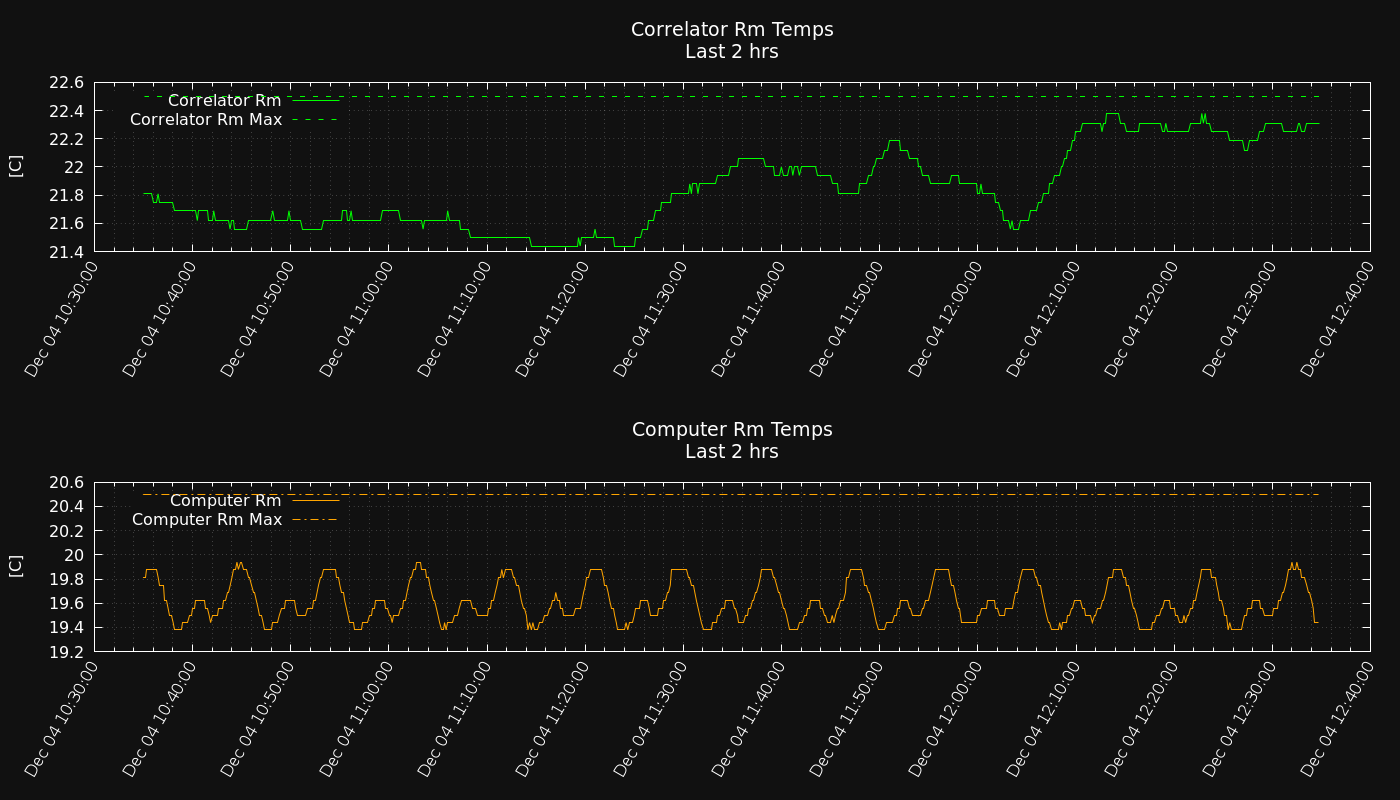 Correlator Rm Temps
Last 2 hrs
22.6
22.4
22.2
22
21.8
21.6
21.4
[C]
Correlator Rm
Correlator Rm Max
Dec 04 10:30:00
Dec 04 10:40:00
Dec 04 10:50:00
Dec 04 11:00:00
Dec 04 11:10:00
Dec 04 11:20:00
Dec 04 11:30:00
Dec 04 11:40:00
Dec 04 11:50:00
Dec 04 12:00:00
Dec 04 12:10:00
Dec 04 12:20:00
Dec 04 12:30:00
Dec 04 12:40:00
Computer Rm Temps
Last 2 hrs
20.6
20.4
20.2
20
19.8
19.6
19.4
19.2
[C]
Computer Rm
Computer Rm Max
Dec 04 10:30:00
Dec 04 10:40:00
Dec 04 10:50:00
Dec 04 11:00:00
Dec 04 11:10:00
Dec 04 11:20:00
Dec 04 11:30:00
Dec 04 11:40:00
Dec 04 11:50:00
Dec 04 12:00:00
Dec 04 12:10:00
Dec 04 12:20:00
Dec 04 12:30:00
Dec 04 12:40:00